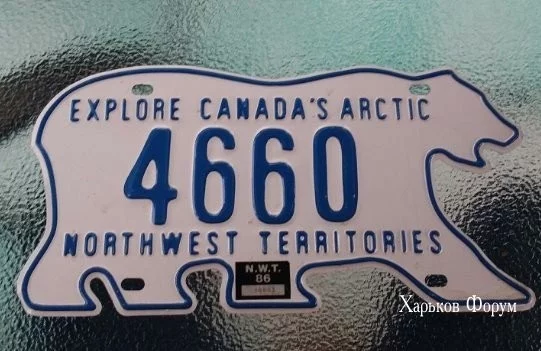 EXPLORE CANADA'S ARCTIC
4660
NORTHWEST TERRITORIES
N.W.T.
86
Харьков Форум